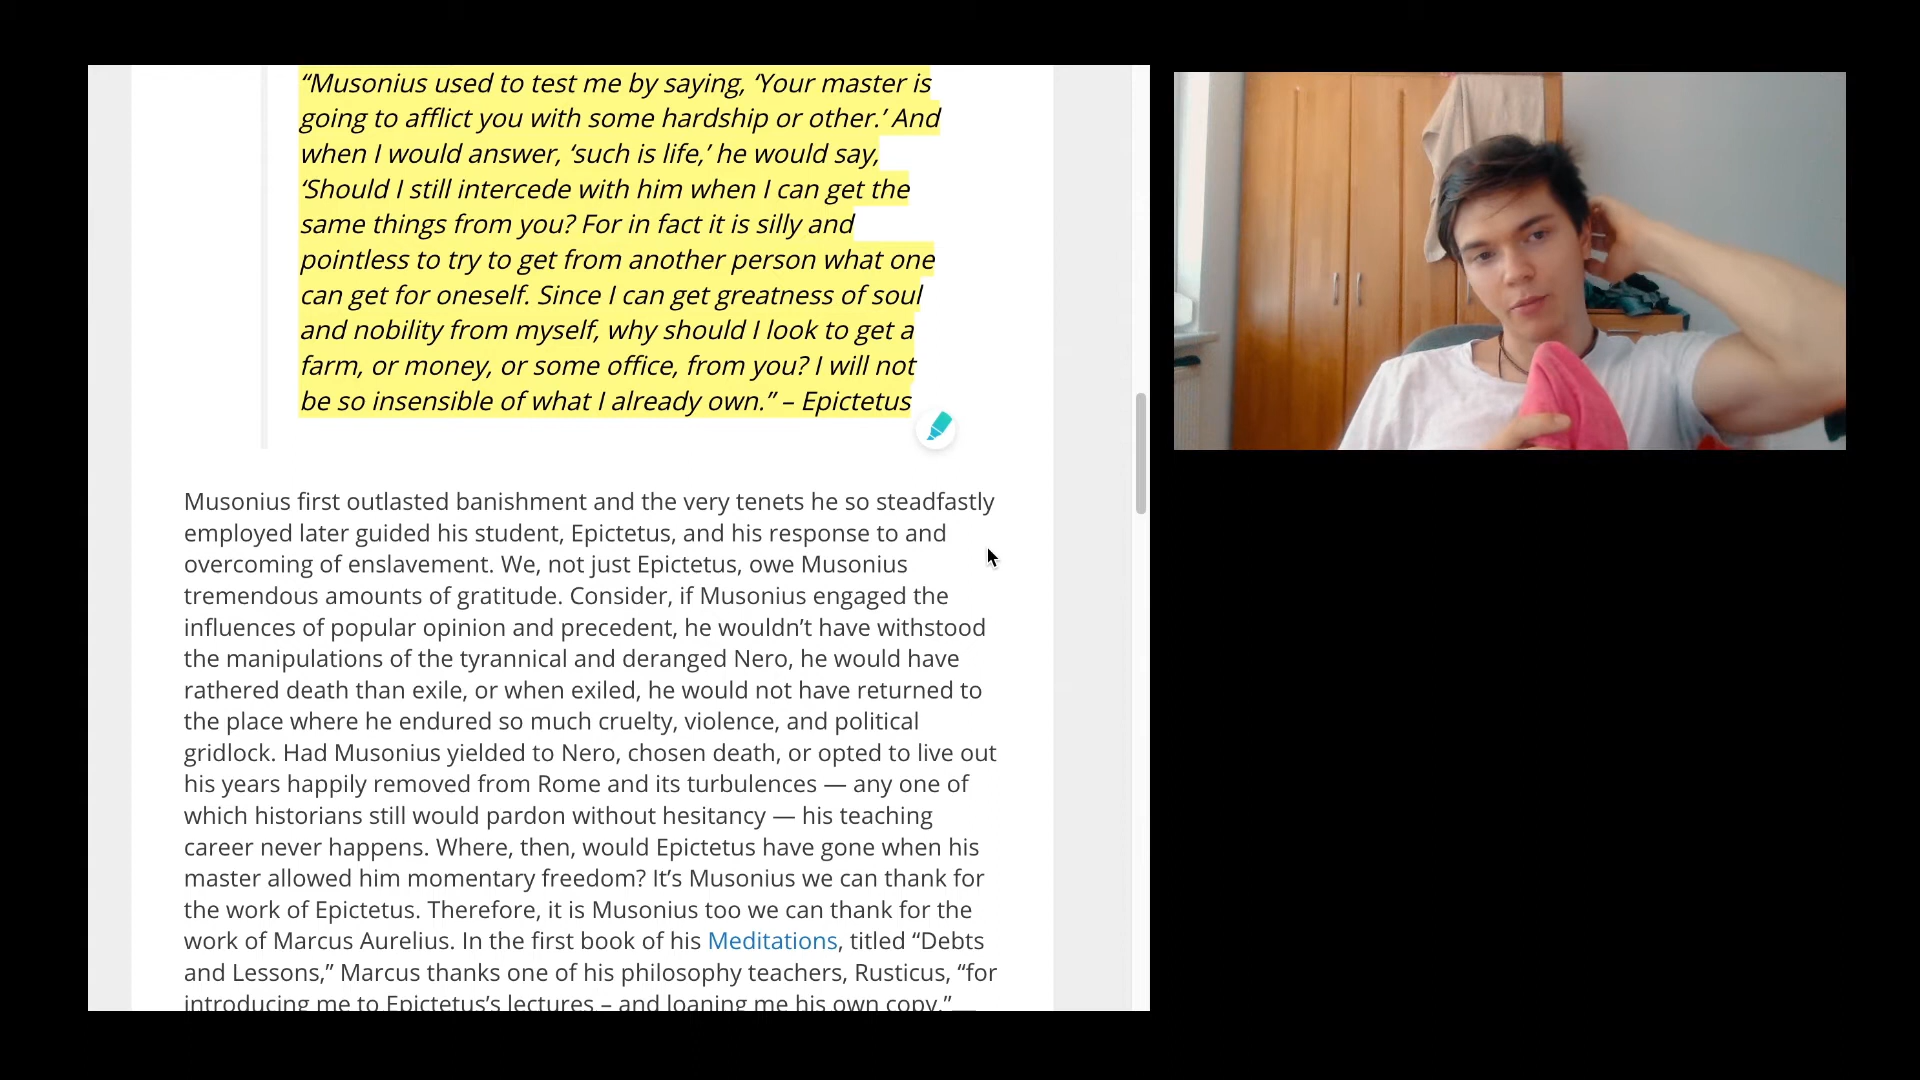 “Musonius used to test me by saying, ‘Your master is
going to afflict you with some hardship or other.’ And
when I would answer, ‘such is life,’ he would say,
‘Should I still intercede with him when I can get the
same things from you? For in fact it is silly and
pointless to try to get from another person what one
can get for oneself. Since I can get greatness of soul
and nobility from myself, why should I look to get a
farm, or money, or some office, from you? I will not
be so insensible of what I already own.” – Epictetus
Musonius first outlasted banishment and the very tenets he so steadfastly
employed later guided his student, Epictetus, and his response to and
overcoming of enslavement. We, not just Epictetus, owe Musonius
tremendous amounts of gratitude. Consider, if Musonius engaged the
influences of popular opinion and precedent, he wouldn’t have withstood
the manipulations of the tyrannical and deranged Nero, he would have
rathered death than exile, or when exiled, he would not have returned to
the place where he endured so much cruelty, violence, and political
gridlock. Had Musonius yielded to Nero, chosen death, or opted to live out
his years happily removed from Rome and its turbulences — any one of
which historians still would pardon without hesitancy — his teaching
career never happens. Where, then, would Epictetus have gone when his
master allowed him momentary freedom? It’s Musonius we can thank for
the work of Epictetus. Therefore, it is Musonius too we can thank for the
work of Marcus Aurelius. In the first book of his Meditations, titled “Debts
and Lessons,” Marcus thanks one of his philosophy teachers, Rusticus, “for
introducing me to Epictetus’s lectures – and loaning me his own copy.”